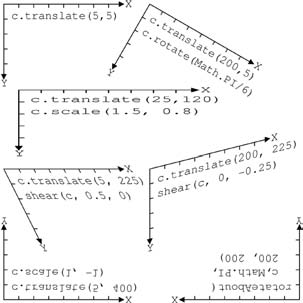 X
c.translate(5,5)
Y
c.translate(200,5)
c.rotate(Math.PI/6)
X
Y
X
c.translate(25,120)
c.scale(1.5, 0.8)
Y
X
c.translate(5, 225)
shear(c, 0.5, 0)
Y
X
c.translate(200, 225)
shear(c, 0, -0.25)
Y
Y
c.scale(1, -1)
c.translate(5, 400)
X
Y
rotateAbout(
c,Math.PI,
200, 200)
X